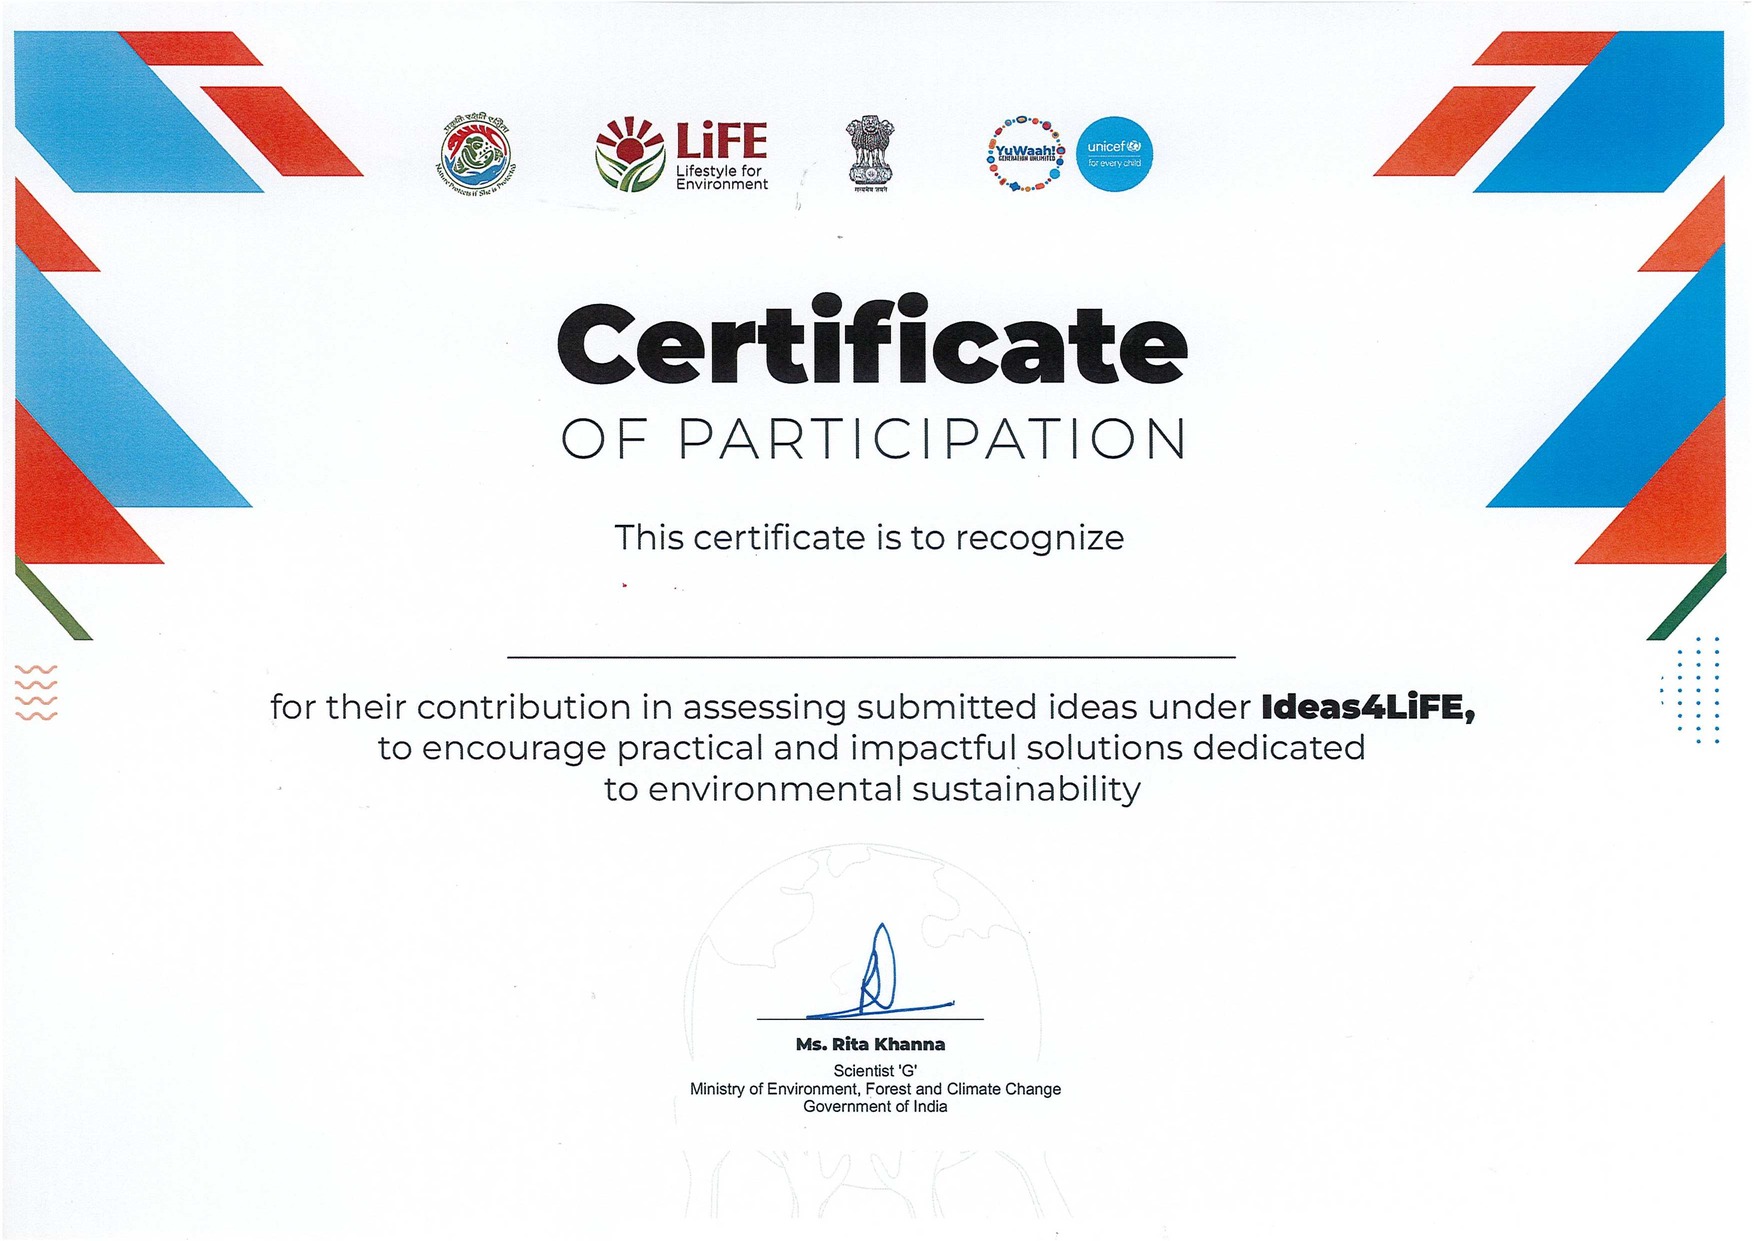 प्रकृतिः रक्षति रक्षिता
Nature Protects if She is Protected
LiFE
Lifestyle for
Environment
सत्यमेव जयते
YuWaah!
GENERATION UNLIMITED
unicef
for every child
Certificate
OF PARTICIPATION
This certificate is to recognize
for their contribution in assessing submitted ideas under Ideas4LiFE,
to encourage practical and impactful solutions dedicated
to environmental sustainability
Ms. Rita Khanna
Scientist 'G'
Ministry of Environment, Forest and Climate Change
Government of India